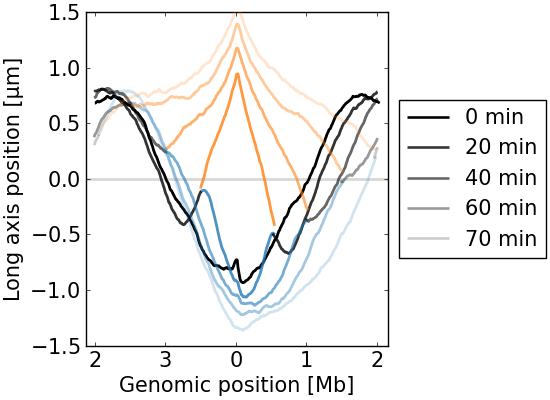 1.5
1.0
0.5
0.0
−0.5
−1.0
−1.5
Long axis position [µm]
2 3 0 1 2
Genomic position [Mb]
0 min
20 min
40 min
60 min
70 min